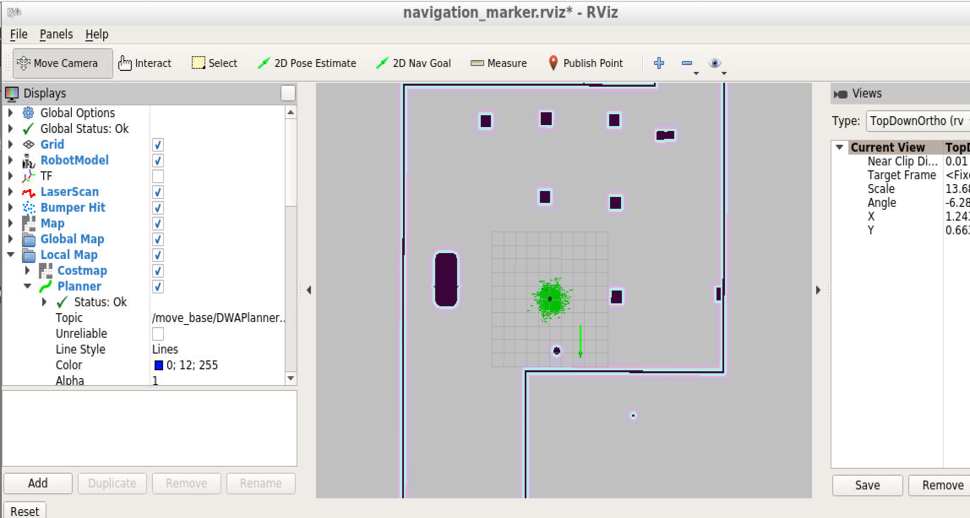 navigation_marker.rviz* - RViz
File Panels Help
Move Camera Interact Select 2D Pose Estimate 2D Nav Goal Measure Publish Point
Displays
Global Options
Global Status: Ok
Grid
RobotModel
TF
LaserScan
Bumper Hit
Map
Global Map
Local Map
Costmap
Planner
Status: Ok
Topic /move_base/DWAPlanner...
Unreliable
Line Style Lines
Color 0; 12; 255
Alpha 1
Add Duplicate Remove Rename
Reset
Views
Type: TopDownOrtho (rv
Current View TopD
Near Clip Di... 0.01
Target Frame <Fixe
Scale 13.68
Angle -6.28
X 1.243
Y 0.663
Save Remove